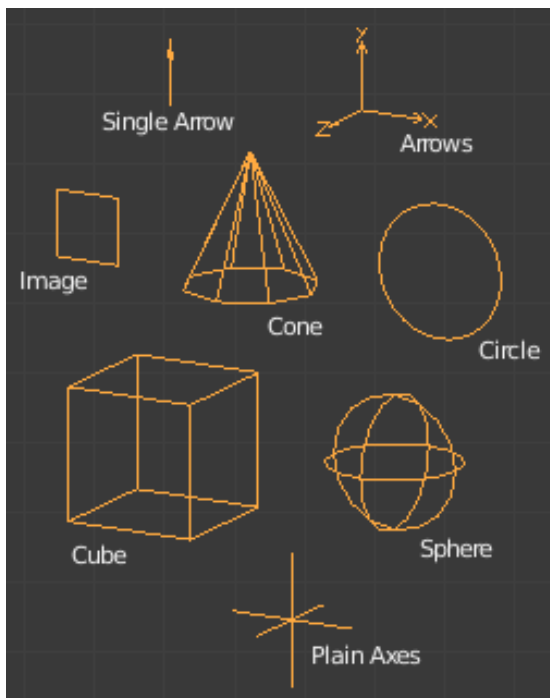 Y
Single Arrow
Z
X
Arrows
Image
Cone
Circle
Cube
Sphere
Plain Axes